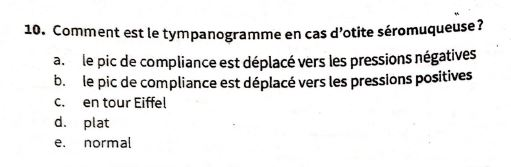 10. Comment est le tympanogramme en cas d'otite séromuqueuse?
a. le pic de compliance est déplacé vers les pressions négatives
b. le pic de compliance est déplacé vers les pressions positives
c. en tour Eiffel
d. plat
e. normal